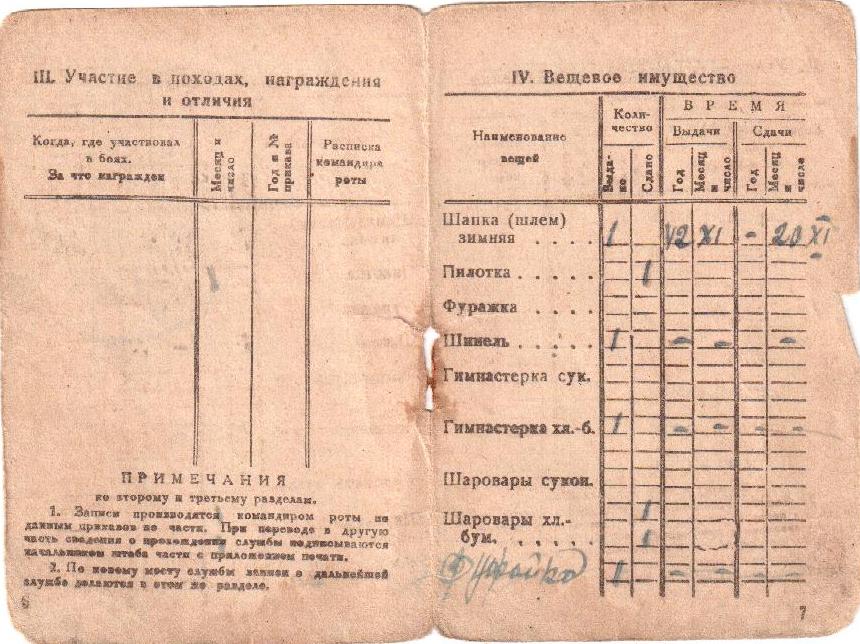 III. Участие в походах, награждения
и отличия
Когда, где участвовал
в боях.
За что награжден
Месяц и
число
Год и №
приказа
Расписка
командира
роты
ПРИМЕЧАНИЯ
ко второму и третьему разделам.
1. Записи производятся командиром роты по
данным приказов по части. При переводе в другую
часть сведения о прохождении службы подписываются
начальником штаба части с приложением печати.
2. По новому месту службы записи о дальнейшей
службе делаются в этом же разделе.
6
IV. Вещевое имущество
Наименование
вещей
Коли-
чество
ВРЕМЯ
Выдачи
Сдачи
Выда-
но
Сдано
Год
Месяц
и
число
Год
Месяц
и
число
Шапка (шлем)
зимняя . . . . 1 42 XI - 20 XI
Пилотка . . . . . 1
Фуражка . . . .
Шинель . . . . . 1 - - -
Гимнастерка сук.
Гимнастерка хл.-б. 1 - - - -
Шаровары сукон.
Шаровары хл.- 1
бум. . . . . . 1
Фуфайка 1 - - - -
7